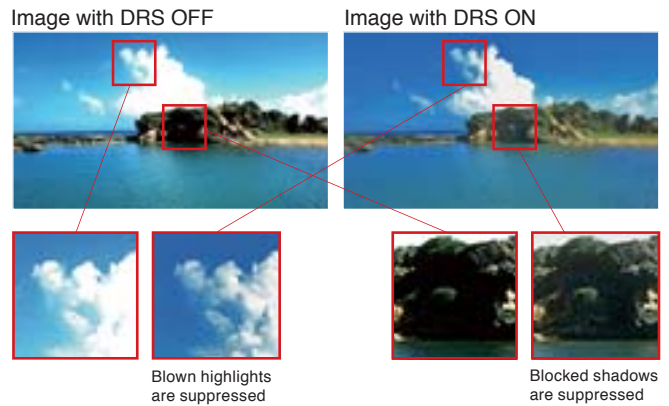 Image with DRS OFF
Image with DRS ON
Blown highlights
are suppressed
Blocked shadows
are suppressed